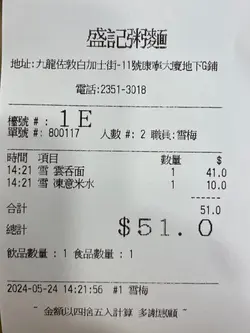 盛記粥麵
地址:九龍佐敦白加士街-11號康寧大廈地下G鋪
電話:2351-3018
檯號 #: 1 E
單號 #: 800117 人數 #: 2 職員:雪梅
時間 項目 數量 $
14:21 雪 雲吞面 1 41.0
14:21 雪 凍意米水 1 10.0
合計 51.0
總計 $51.0
飲品數量 : 1 食品數量 : 1
2024-05-24 14:21:56 #1 雪梅
- 金額以四捨五入計算 多謝惠顧 -